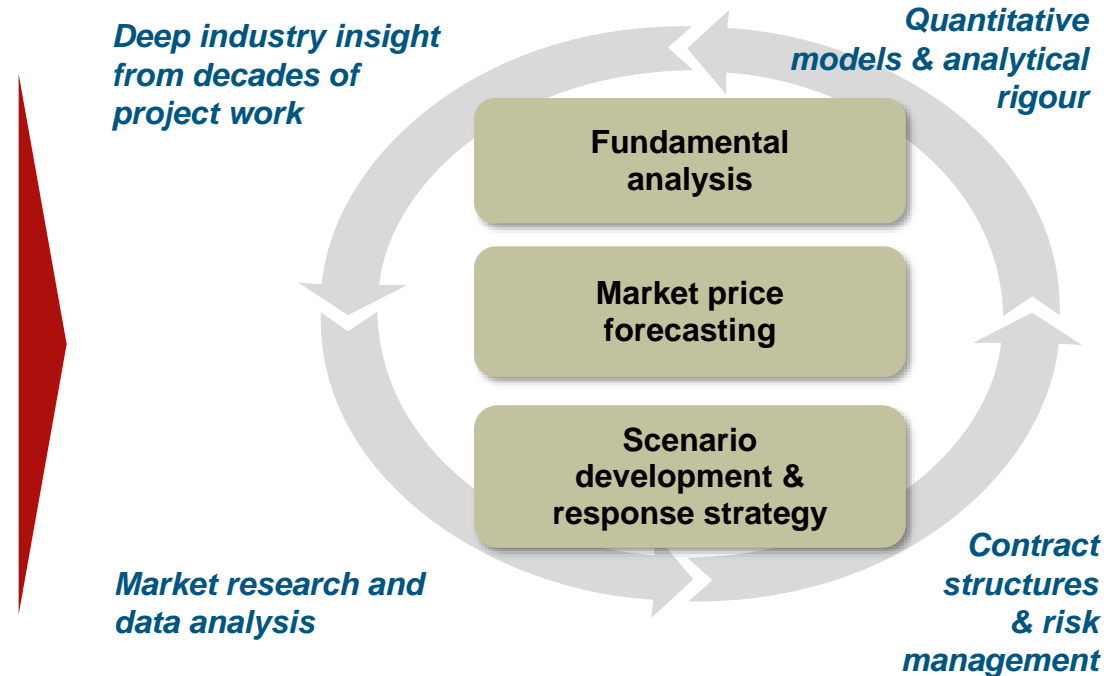 Deep industry insight
from decades of
project work
Quantitative
models & analytical
rigour
Fundamental
analysis
Market price
forecasting
Scenario
development &
response strategy
Market research and
data analysis
Contract
structures
& risk
management